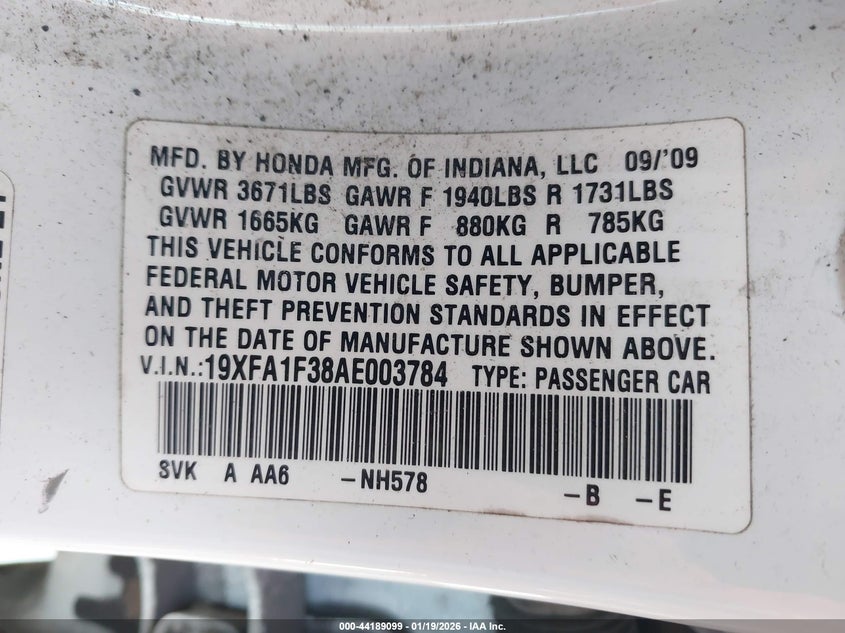 MFD. BY HONDA MFG. OF INDIANA, LLC 09/'09
GVWR 3671LBS GAWR F 1940LBS R 1731LBS
GVWR 1665KG GAWR F 880KG R 785KG
THIS VEHICLE CONFORMS TO ALL APPLICABLE
FEDERAL MOTOR VEHICLE SAFETY, BUMPER,
AND THEFT PREVENTION STANDARDS IN EFFECT
ON THE DATE OF MANUFACTURE SHOWN ABOVE.
V.I.N.:19XFA1F38AE003784 TYPE: PASSENGER CAR
SVK A AA6 -NH578 -B -E
000-44189099 - 01/19/2026 - IAA Inc.